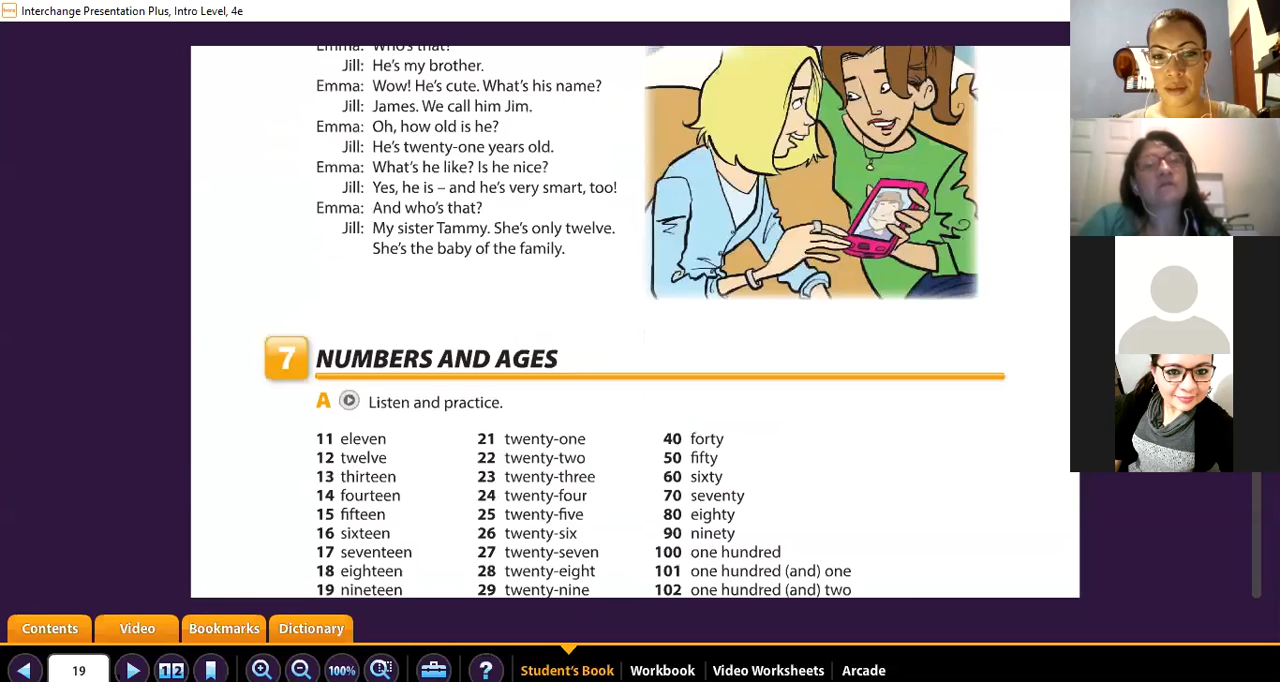 Interchange Presentation Plus, Intro Level, 4e
Emma: Who's that?
Jill: He's my brother.
Emma: Wow! He's cute. What's his name?
Jill: James. We call him Jim.
Emma: Oh, how old is he?
Jill: He's twenty-one years old.
Emma: What's he like? Is he nice?
Jill: Yes, he is – and he's very smart, too!
Emma: And who's that?
Jill: My sister Tammy. She's only twelve.
She's the baby of the family.
7 NUMBERS AND AGES
A Listen and practice.
11 eleven 21 twenty-one 40 forty
12 twelve 22 twenty-two 50 fifty
13 thirteen 23 twenty-three 60 sixty
14 fourteen 24 twenty-four 70 seventy
15 fifteen 25 twenty-five 80 eighty
16 sixteen 26 twenty-six 90 ninety
17 seventeen 27 twenty-seven 100 one hundred
18 eighteen 28 twenty-eight 101 one hundred (and) one
19 nineteen 29 twenty-nine 102 one hundred (and) two
Contents Video Bookmarks Dictionary
19 12 100% ? Student's Book Workbook Video Worksheets Arcade